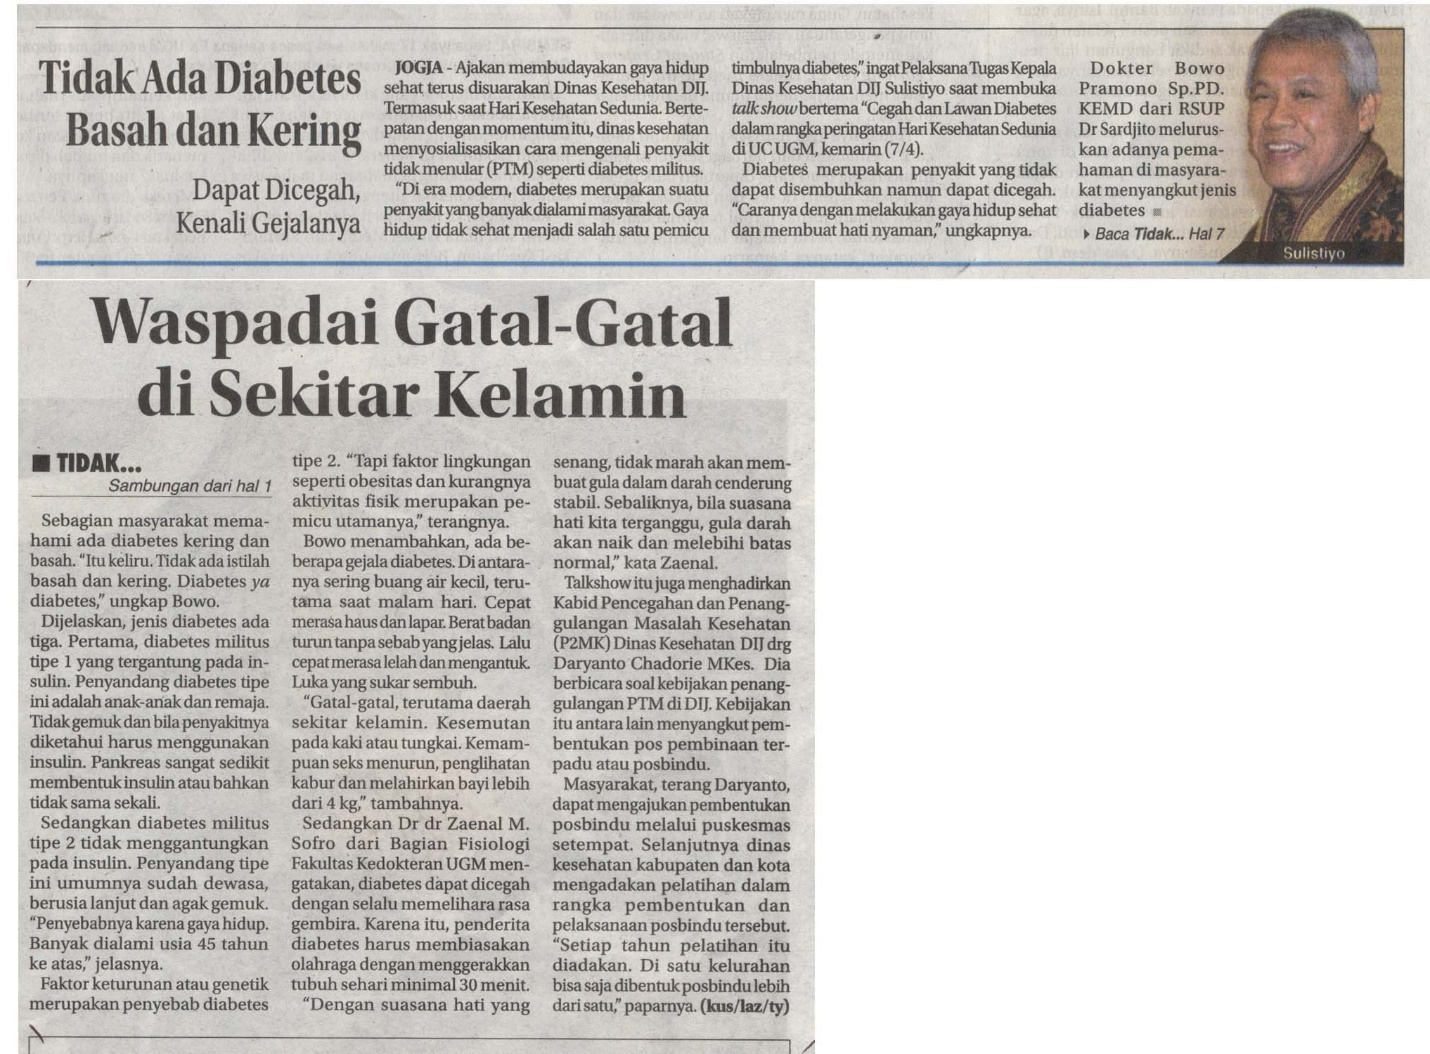 Tidak Ada Diabetes
Basah dan Kering
Dapat Dicegah,
Kenali Gejalanya
JOGJA - Ajakan membudayakan gaya hidup
sehat terus disuarakan Dinas Kesehatan DIJ.
Termasuk saat Hari Kesehatan Sedunia. Berte-
patan dengan momentum itu, dinas kesehatan
menyosialisasikan cara mengenali penyakit
tidak menular (PTM) seperti diabetes militus.
"Di era modern, diabetes merupakan suatu
penyakit yang banyak dialami masyarakat. Gaya
hidup tidak sehat menjadi salah satu pemicu
timbulnya diabetes," ingat Pelaksana Tugas Kepala
Dinas Kesehatan DIJ Sulistiyo saat membuka
talk show bertema "Cegah dan Lawan Diabetes
dalam rangka peringatan Hari Kesehatan Sedunia
di UC UGM, kemarin (7/4).
Diabetes merupakan penyakit yang tidak
dapat disembuhkan namun dapat dicegah.
"Caranya dengan melakukan gaya hidup sehat
dan membuat hati nyaman," ungkapnya.
Dokter Bowo
Pramono Sp.PD.
KEMD dari RSUP
Dr Sardjito melurus-
kan adanya pema-
haman di masyara-
kat menyangkut jenis
diabetes
Baca Tidak... Hal 7
Sulistiyo
Waspadai Gatal-Gatal
di Sekitar Kelamin
■ TIDAK...
Sambungan dari hal 1
Sebagian masyarakat mema-
hami ada diabetes kering dan
basah. "Itu keliru. Tidak ada istilah
basah dan kering. Diabetes ya
diabetes," ungkap Bowo.
Dijelaskan, jenis diabetes ada
tiga. Pertama, diabetes militus
tipe 1 yang tergantung pada in-
sulin. Penyandang diabetes tipe
ini adalah anak-anak dan remaja.
Tidak gemuk dan bila penyakitnya
diketahui harus menggunakan
insulin. Pankreas sangat sedikit
membentuk insulin atau bahkan
tidak sama sekali.
Sedangkan diabetes militus
tipe 2 tidak menggantungkan
pada insulin. Penyandang tipe
ini umumnya sudah dewasa,
berusia lanjut dan agak gemuk.
"Penyebabnya karena gaya hidup.
Banyak dialami usia 45 tahun
ke atas," jelasnya.
Faktor keturunan atau genetik
merupakan penyebab diabetes
tipe 2. "Tapi faktor lingkungan
seperti obesitas dan kurangnya
aktivitas fisik merupakan pe-
micu utamanya," terangnya.
Bowo menambahkan, ada be-
berapa gejala diabetes. Di antara-
nya sering buang air kecil, teru-
tama saat malam hari. Cepat
merasa haus dan lapar. Berat badan
turun tanpa sebab yang jelas. Lalu
cepat merasa lelah dan mengantuk.
Luka yang sukar sembuh.
"Gatal-gatal, terutama daerah
sekitar kelamin. Kesemutan
pada kaki atau tungkai. Kemam-
puan seks menurun, penglihatan
kabur dan melahirkan bayi lebih
dari 4 kg," tambahnya.
Sedangkan Dr dr Zaenal M.
Sofro dari Bagian Fisiologi
Fakultas Kedokteran UGM men-
gatakan, diabetes dapat dicegah
dengan selalu memelihara rasa
gembira. Karena itu, penderita
diabetes harus membiasakan
olahraga dengan menggerakkan
tubuh sehari minimal 30 menit.
"Dengan suasana hati yang
senang, tidak marah akan mem-
buat gula dalam darah cenderung
stabil. Sebaliknya, bila suasana
hati kita terganggu, gula darah
akan naik dan melebihi batas
normal," kata Zaenal.
Talkshow itu juga menghadirkan
Kabid Pencegahan dan Penang-
gulangan Masalah Kesehatan
(P2MK) Dinas Kesehatan DIJ drg
Daryanto Chadorie MKes. Dia
berbicara soal kebijakan penang-
gulangan PTM di DIJ. Kebijakan
itu antara lain menyangkut pem-
bentukan pos pembinaan ter-
padu atau posbindu.
Masyarakat, terang Daryanto,
dapat mengajukan pembentukan
posbindu melalui puskesmas
setempat. Selanjutnya dinas
kesehatan kabupaten dan kota
mengadakan pelatihan dalam
rangka pembentukan dan
pelaksanaan posbindu tersebut.
"Setiap tahun pelatihan itu
diadakan. Di satu kelurahan
bisa saja dibentuk posbindu lebih
dari satu," paparnya. (kus/laz/ty)